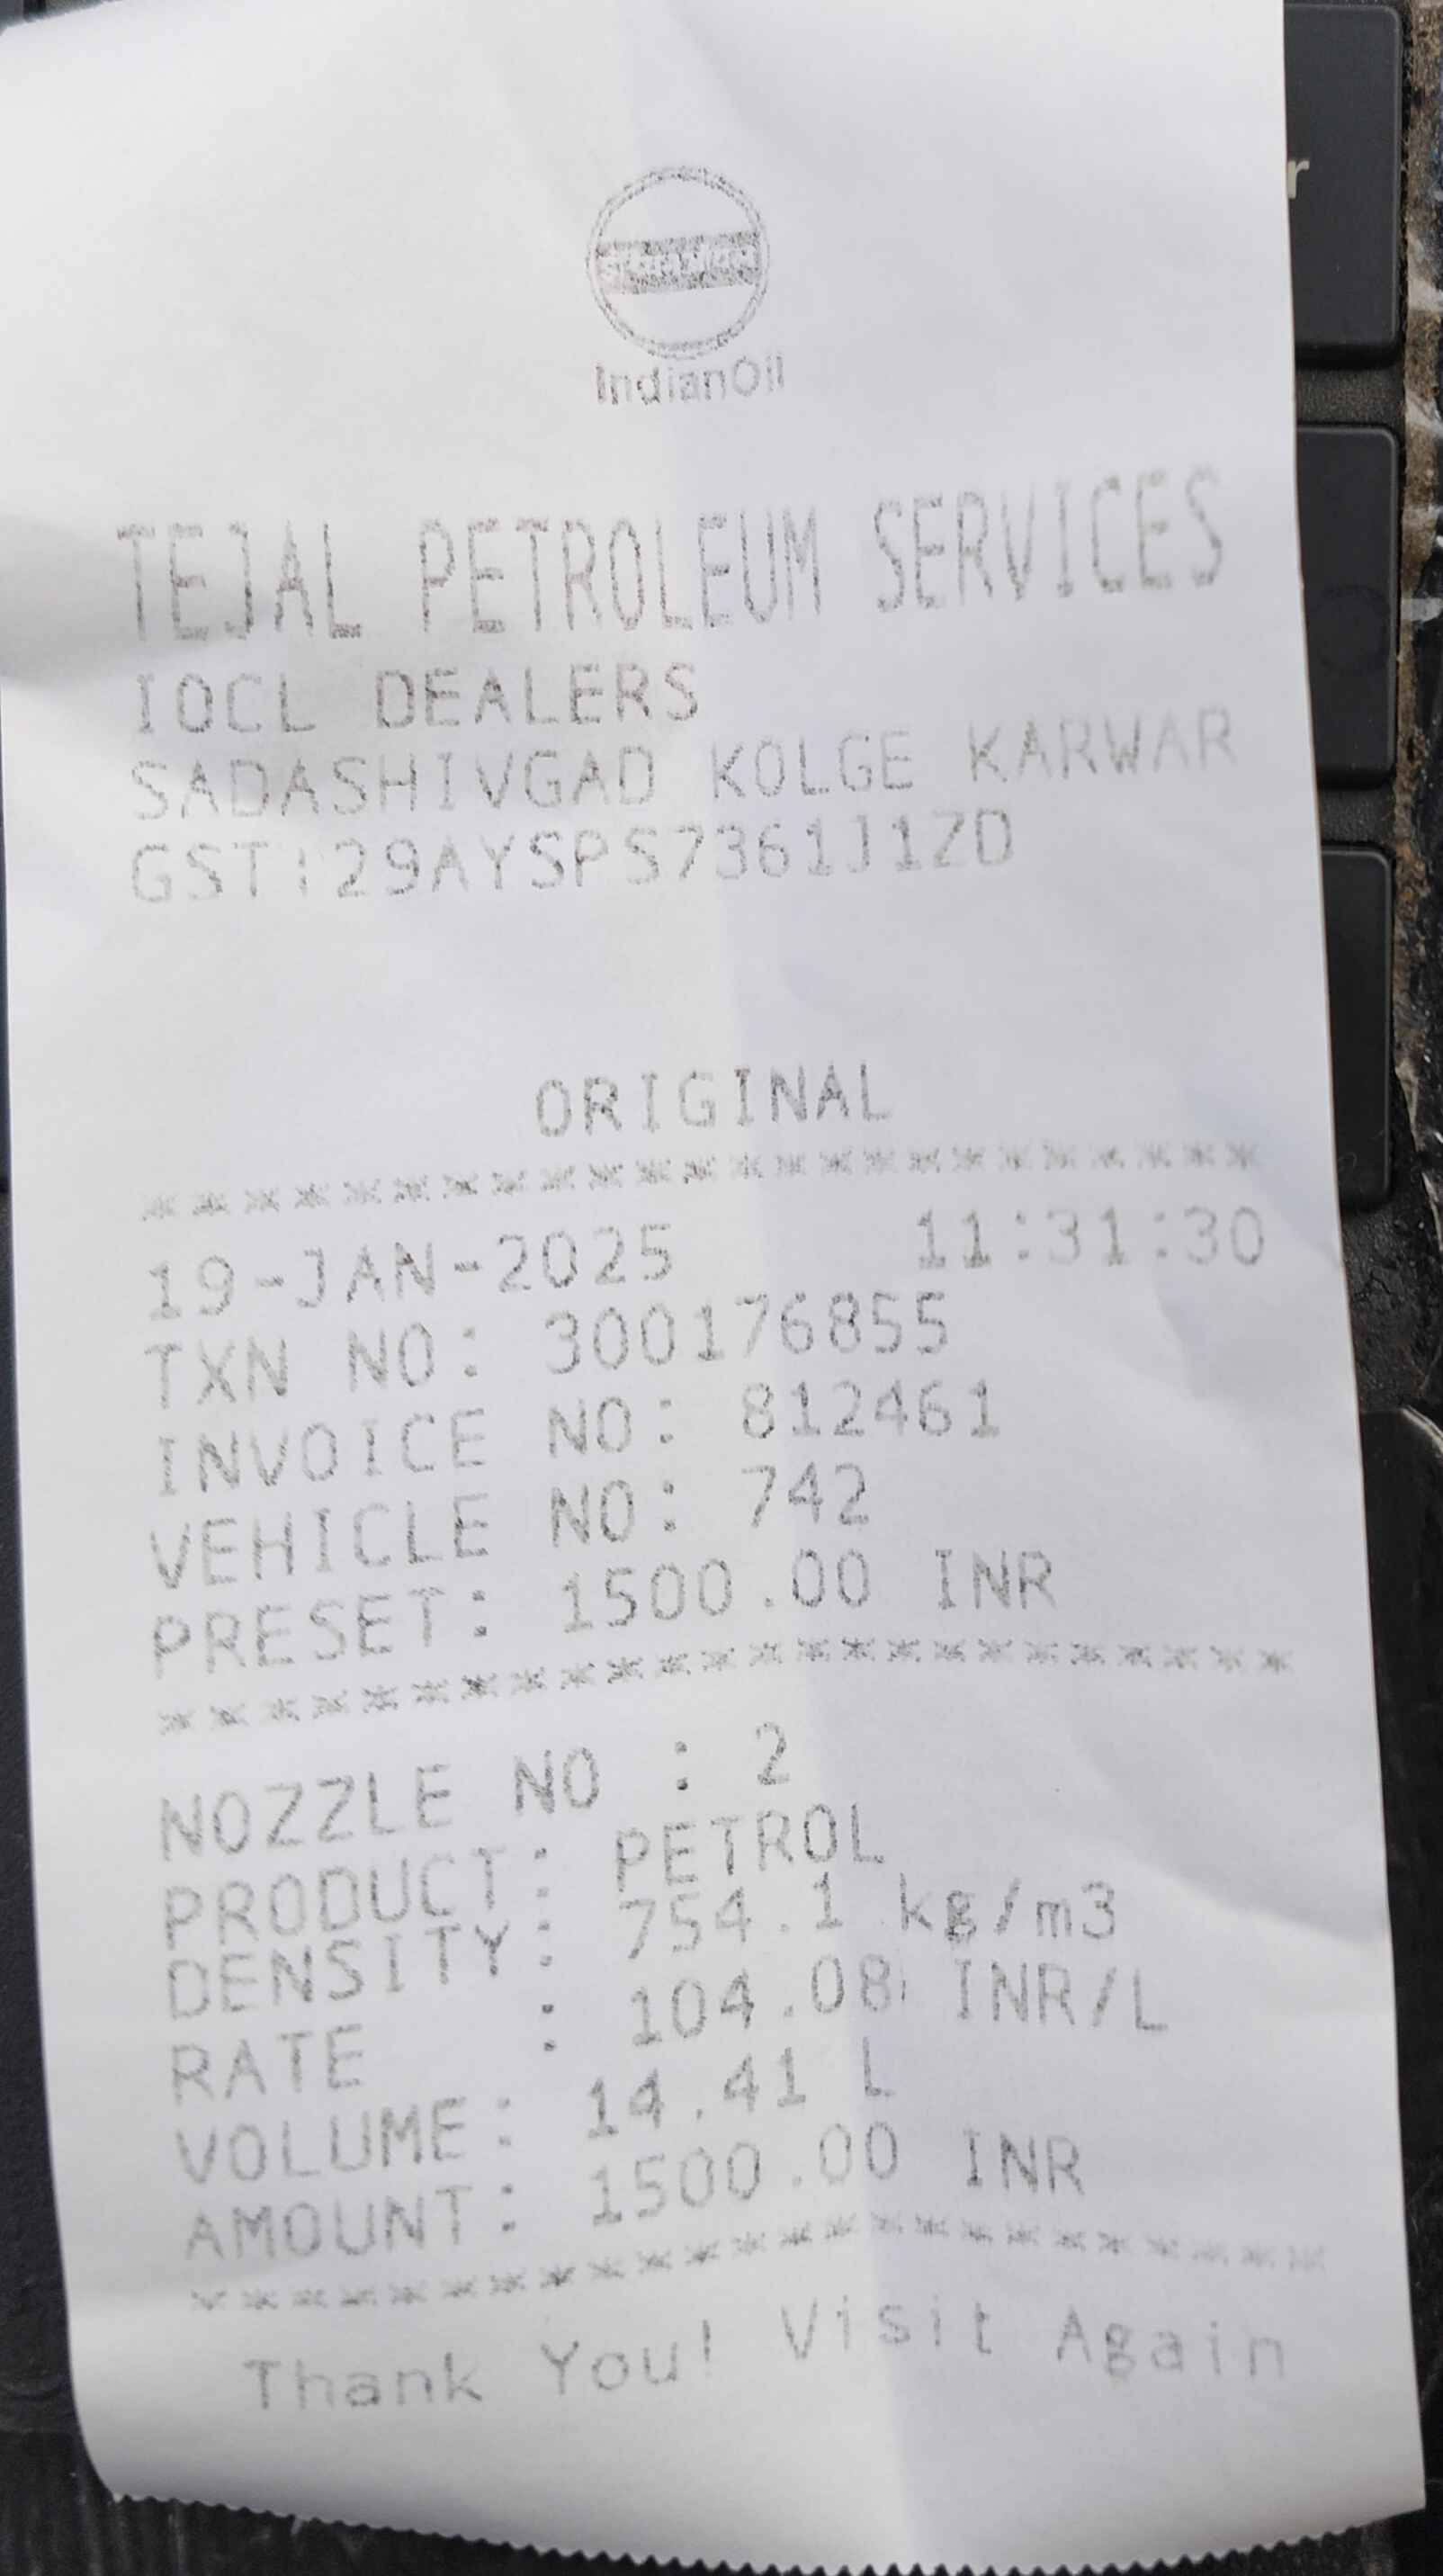 इंडियनऑयल
IndianOil
TEJAL PETROLEUM SERVICES
IOCL DEALERS
SADASHIVGAD KOLGE KARWAR
GST:29AYSPS7361J1ZD
ORIGINAL
************************
19-JAN-2025 11:31:30
TXN NO: 300176855
INVOICE NO: 812461
VEHICLE NO: 742
PRESET: 1500.00 INR
************************
NOZZLE NO : 2
PRODUCT: PETROL
DENSITY: 754.1 kg/m3
RATE : 104.08 INR/L
VOLUME: 14.41 L
AMOUNT: 1500.00 INR
************************
Thank You! Visit Again
r